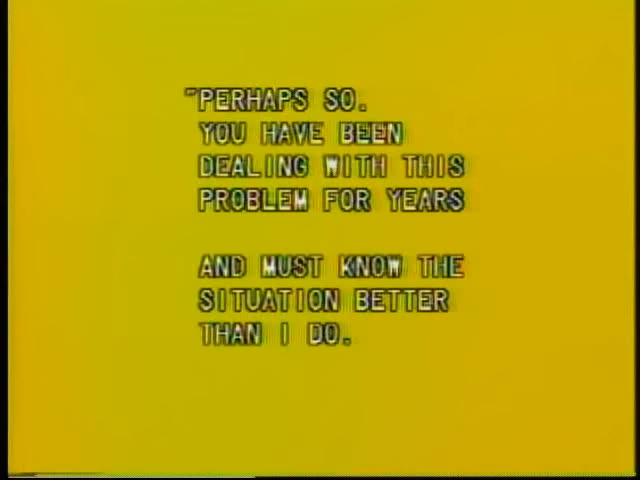 "PERHAPS SO.
YOU HAVE BEEN
DEALING WITH THIS
PROBLEM FOR YEARS
AND MUST KNOW THE
SITUATION BETTER
THAN I DO.